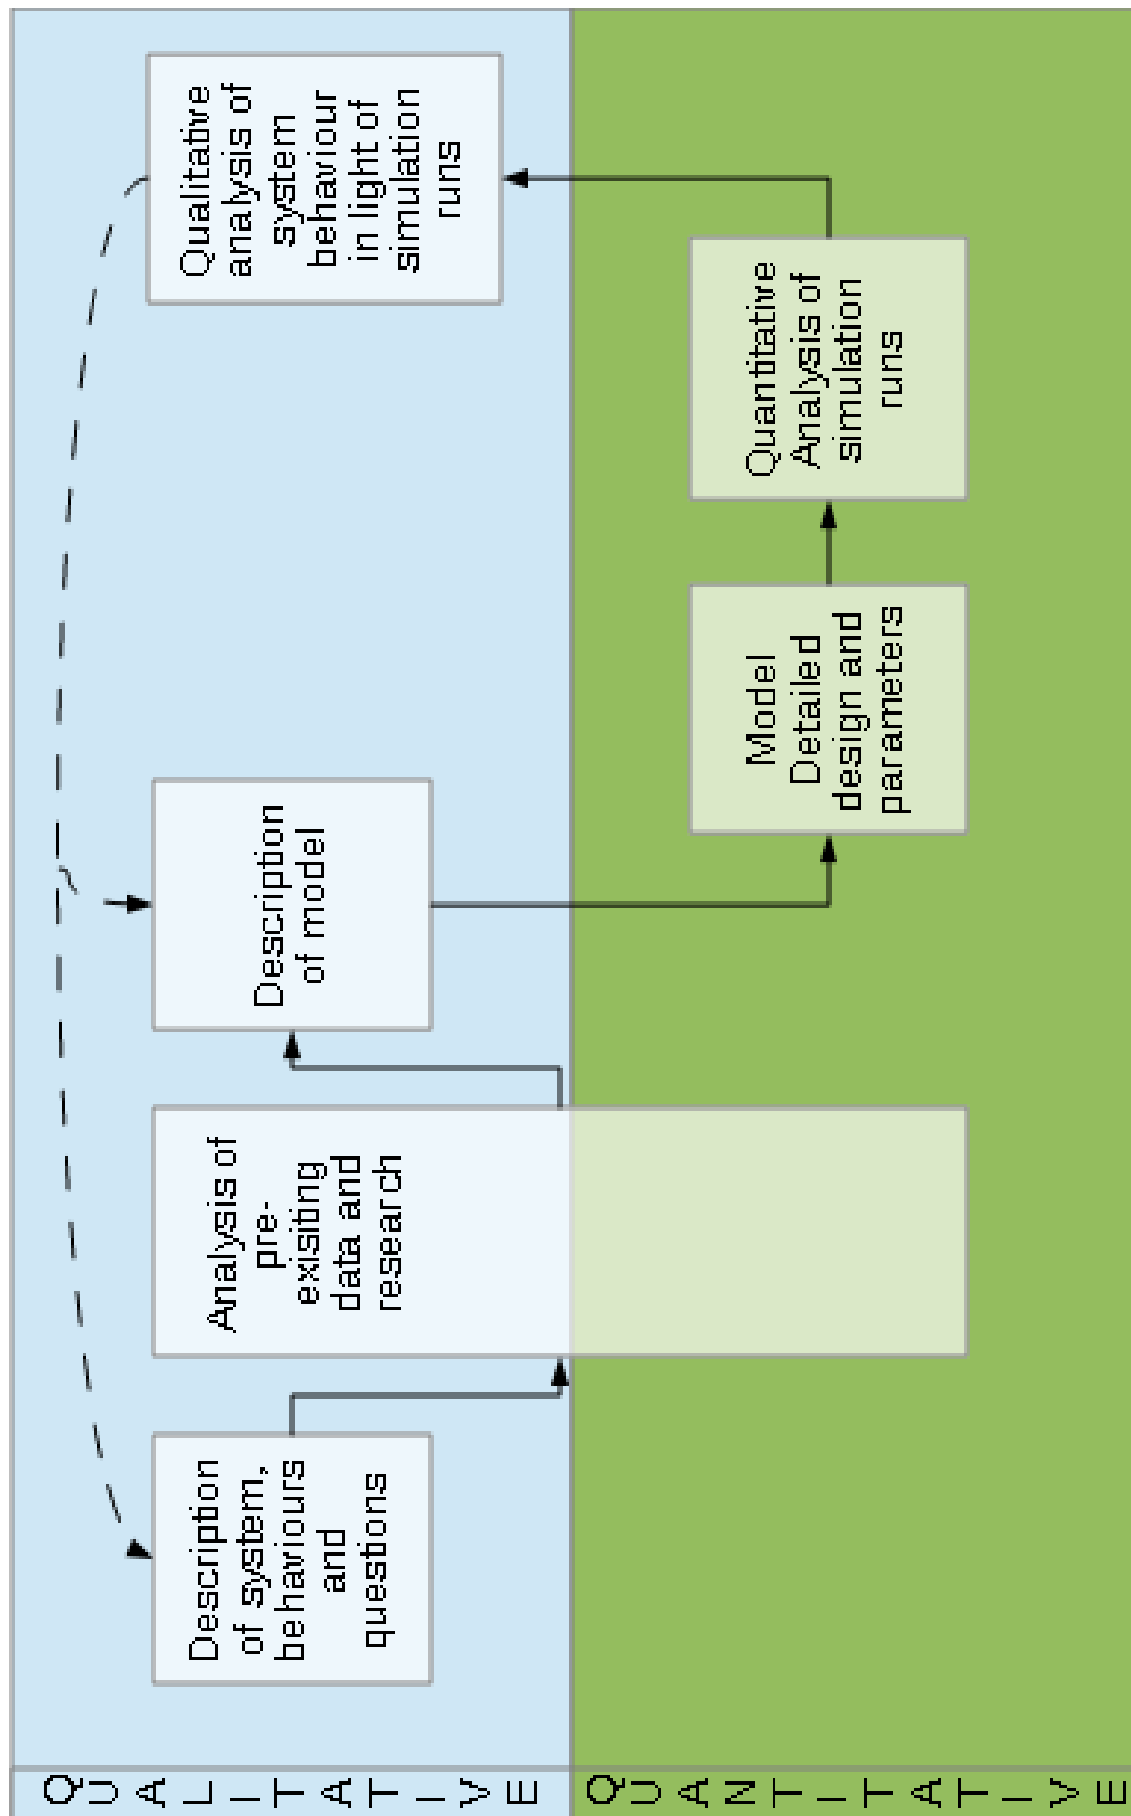 QUALITATIVE
Description
of system,
behaviours
and
questions
Analysis of
pre-
exisiting
data and
research
Description
of model
Qualitative
analysis of
system
behaviour
in light of
simulation
runs
QUANTITATIVE
Model
Detailed
design and
parameters
Quantitative
Analysis of
simulation
runs